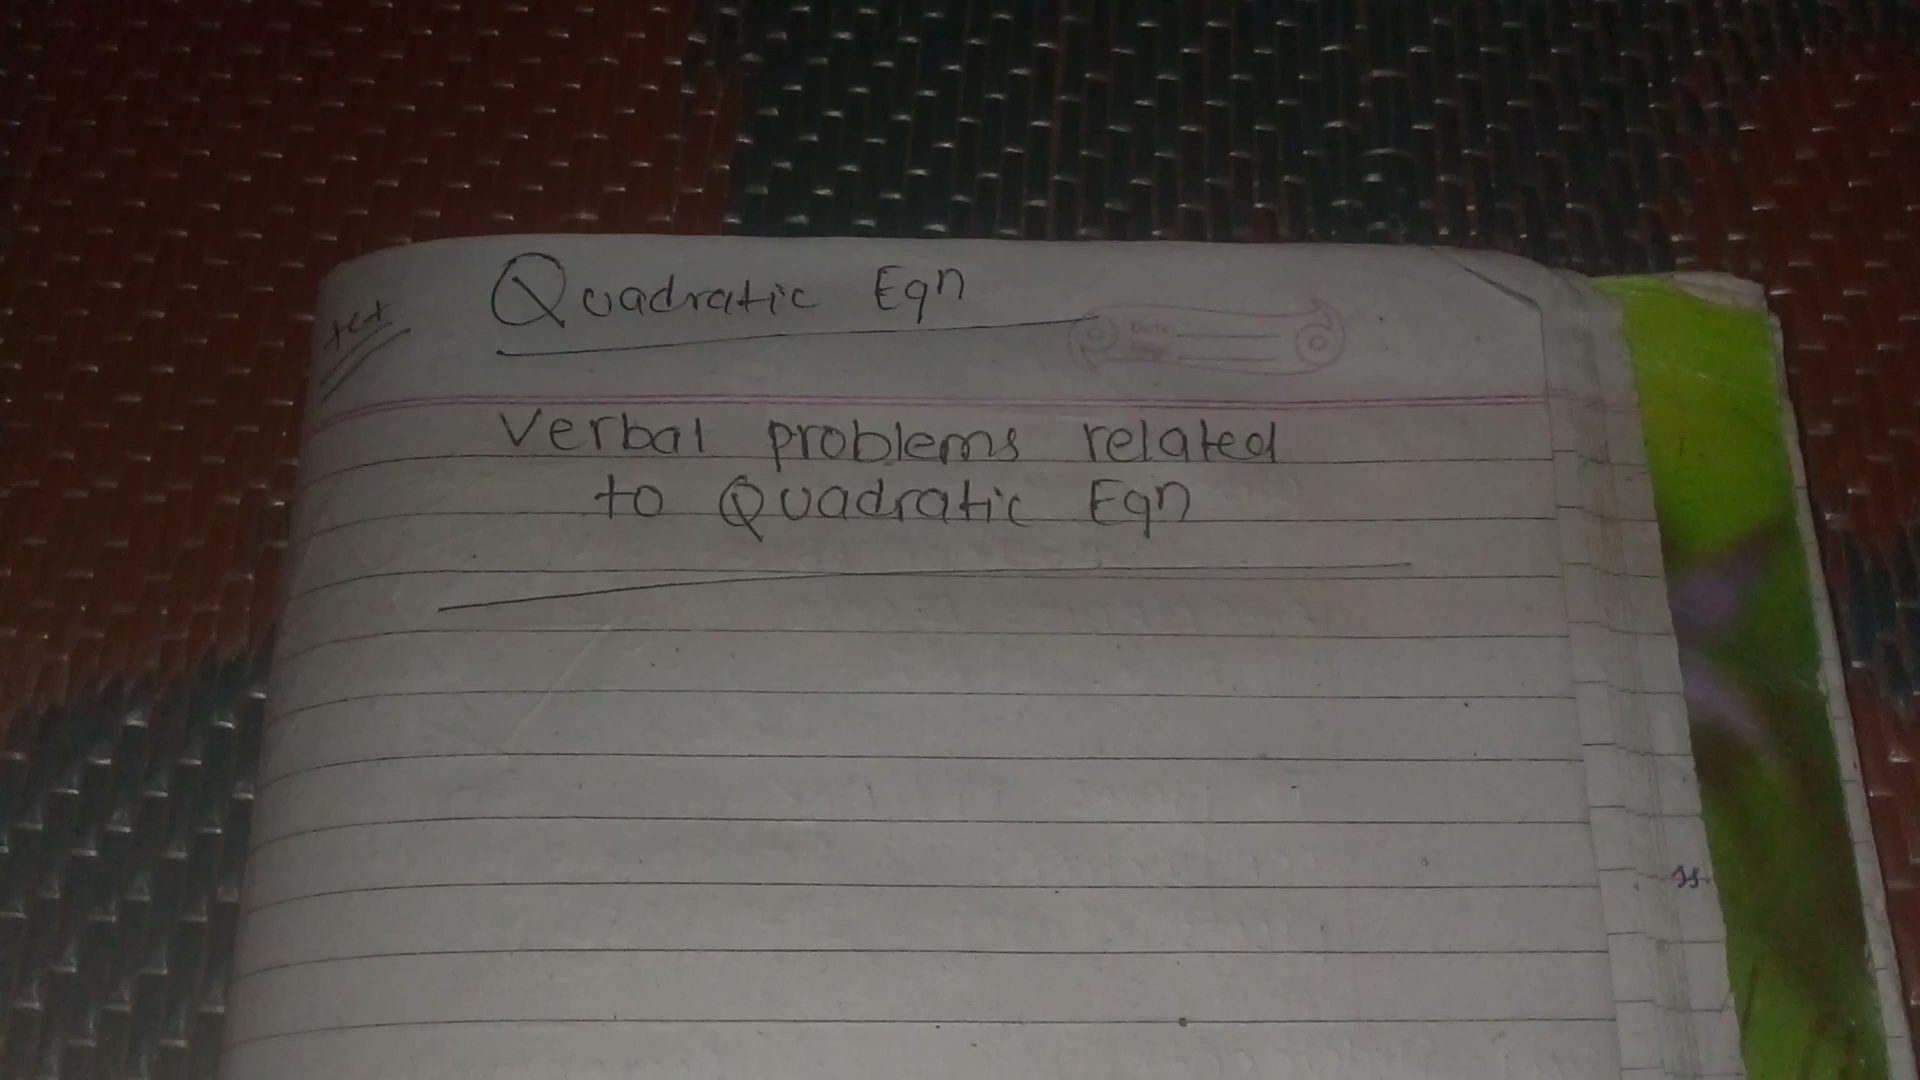 Quadratic Eqn
Verbal problems related
to Quadratic Eqn